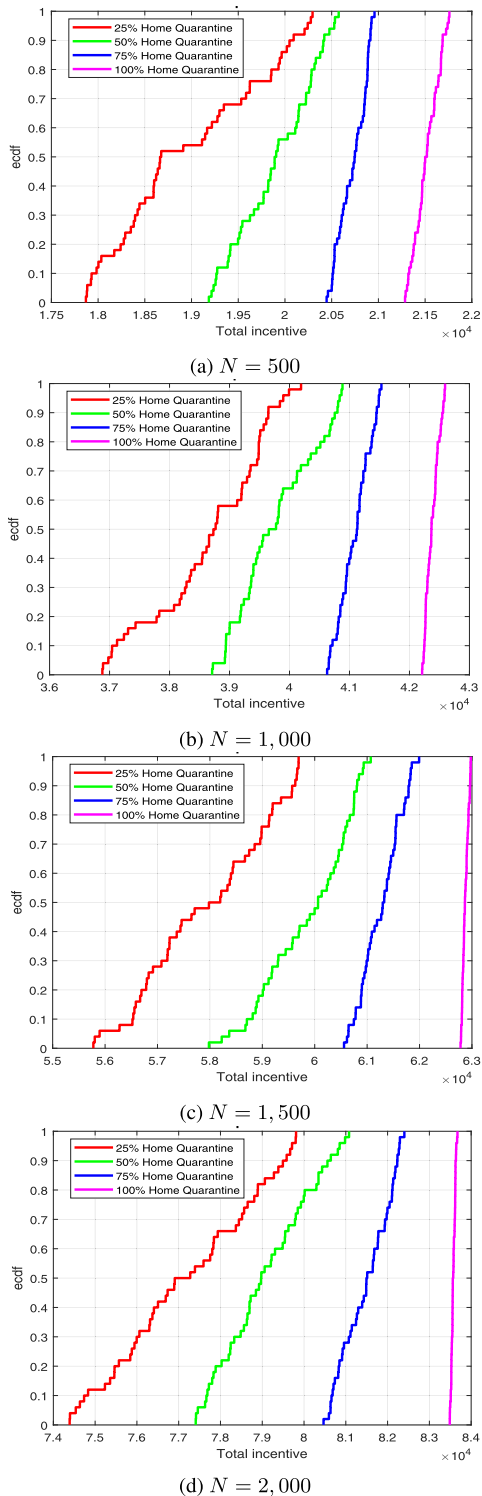 1
0.9
0.8
0.7
0.6
0.5
0.4
0.3
0.2
0.1
0
ecdf
25% Home Quarantine
50% Home Quarantine
75% Home Quarantine
100% Home Quarantine
1.75 1.8 1.85 1.9 1.95 2 2.05 2.1 2.15 2.2
Total incentive
×10⁴
(a) N = 500
1
0.9
0.8
0.7
0.6
0.5
0.4
0.3
0.2
0.1
0
ecdf
25% Home Quarantine
50% Home Quarantine
75% Home Quarantine
100% Home Quarantine
3.6 3.7 3.8 3.9 4 4.1 4.2 4.3
Total incentive
×10⁴
(b) N = 1,000
1
0.9
0.8
0.7
0.6
0.5
0.4
0.3
0.2
0.1
0
ecdf
25% Home Quarantine
50% Home Quarantine
75% Home Quarantine
100% Home Quarantine
5.5 5.6 5.7 5.8 5.9 6 6.1 6.2 6.3
Total incentive
×10⁴
(c) N = 1,500
1
0.9
0.8
0.7
0.6
0.5
0.4
0.3
0.2
0.1
0
ecdf
25% Home Quarantine
50% Home Quarantine
75% Home Quarantine
100% Home Quarantine
7.4 7.5 7.6 7.7 7.8 7.9 8 8.1 8.2 8.3 8.4
Total incentive
×10⁴
(d) N = 2,000